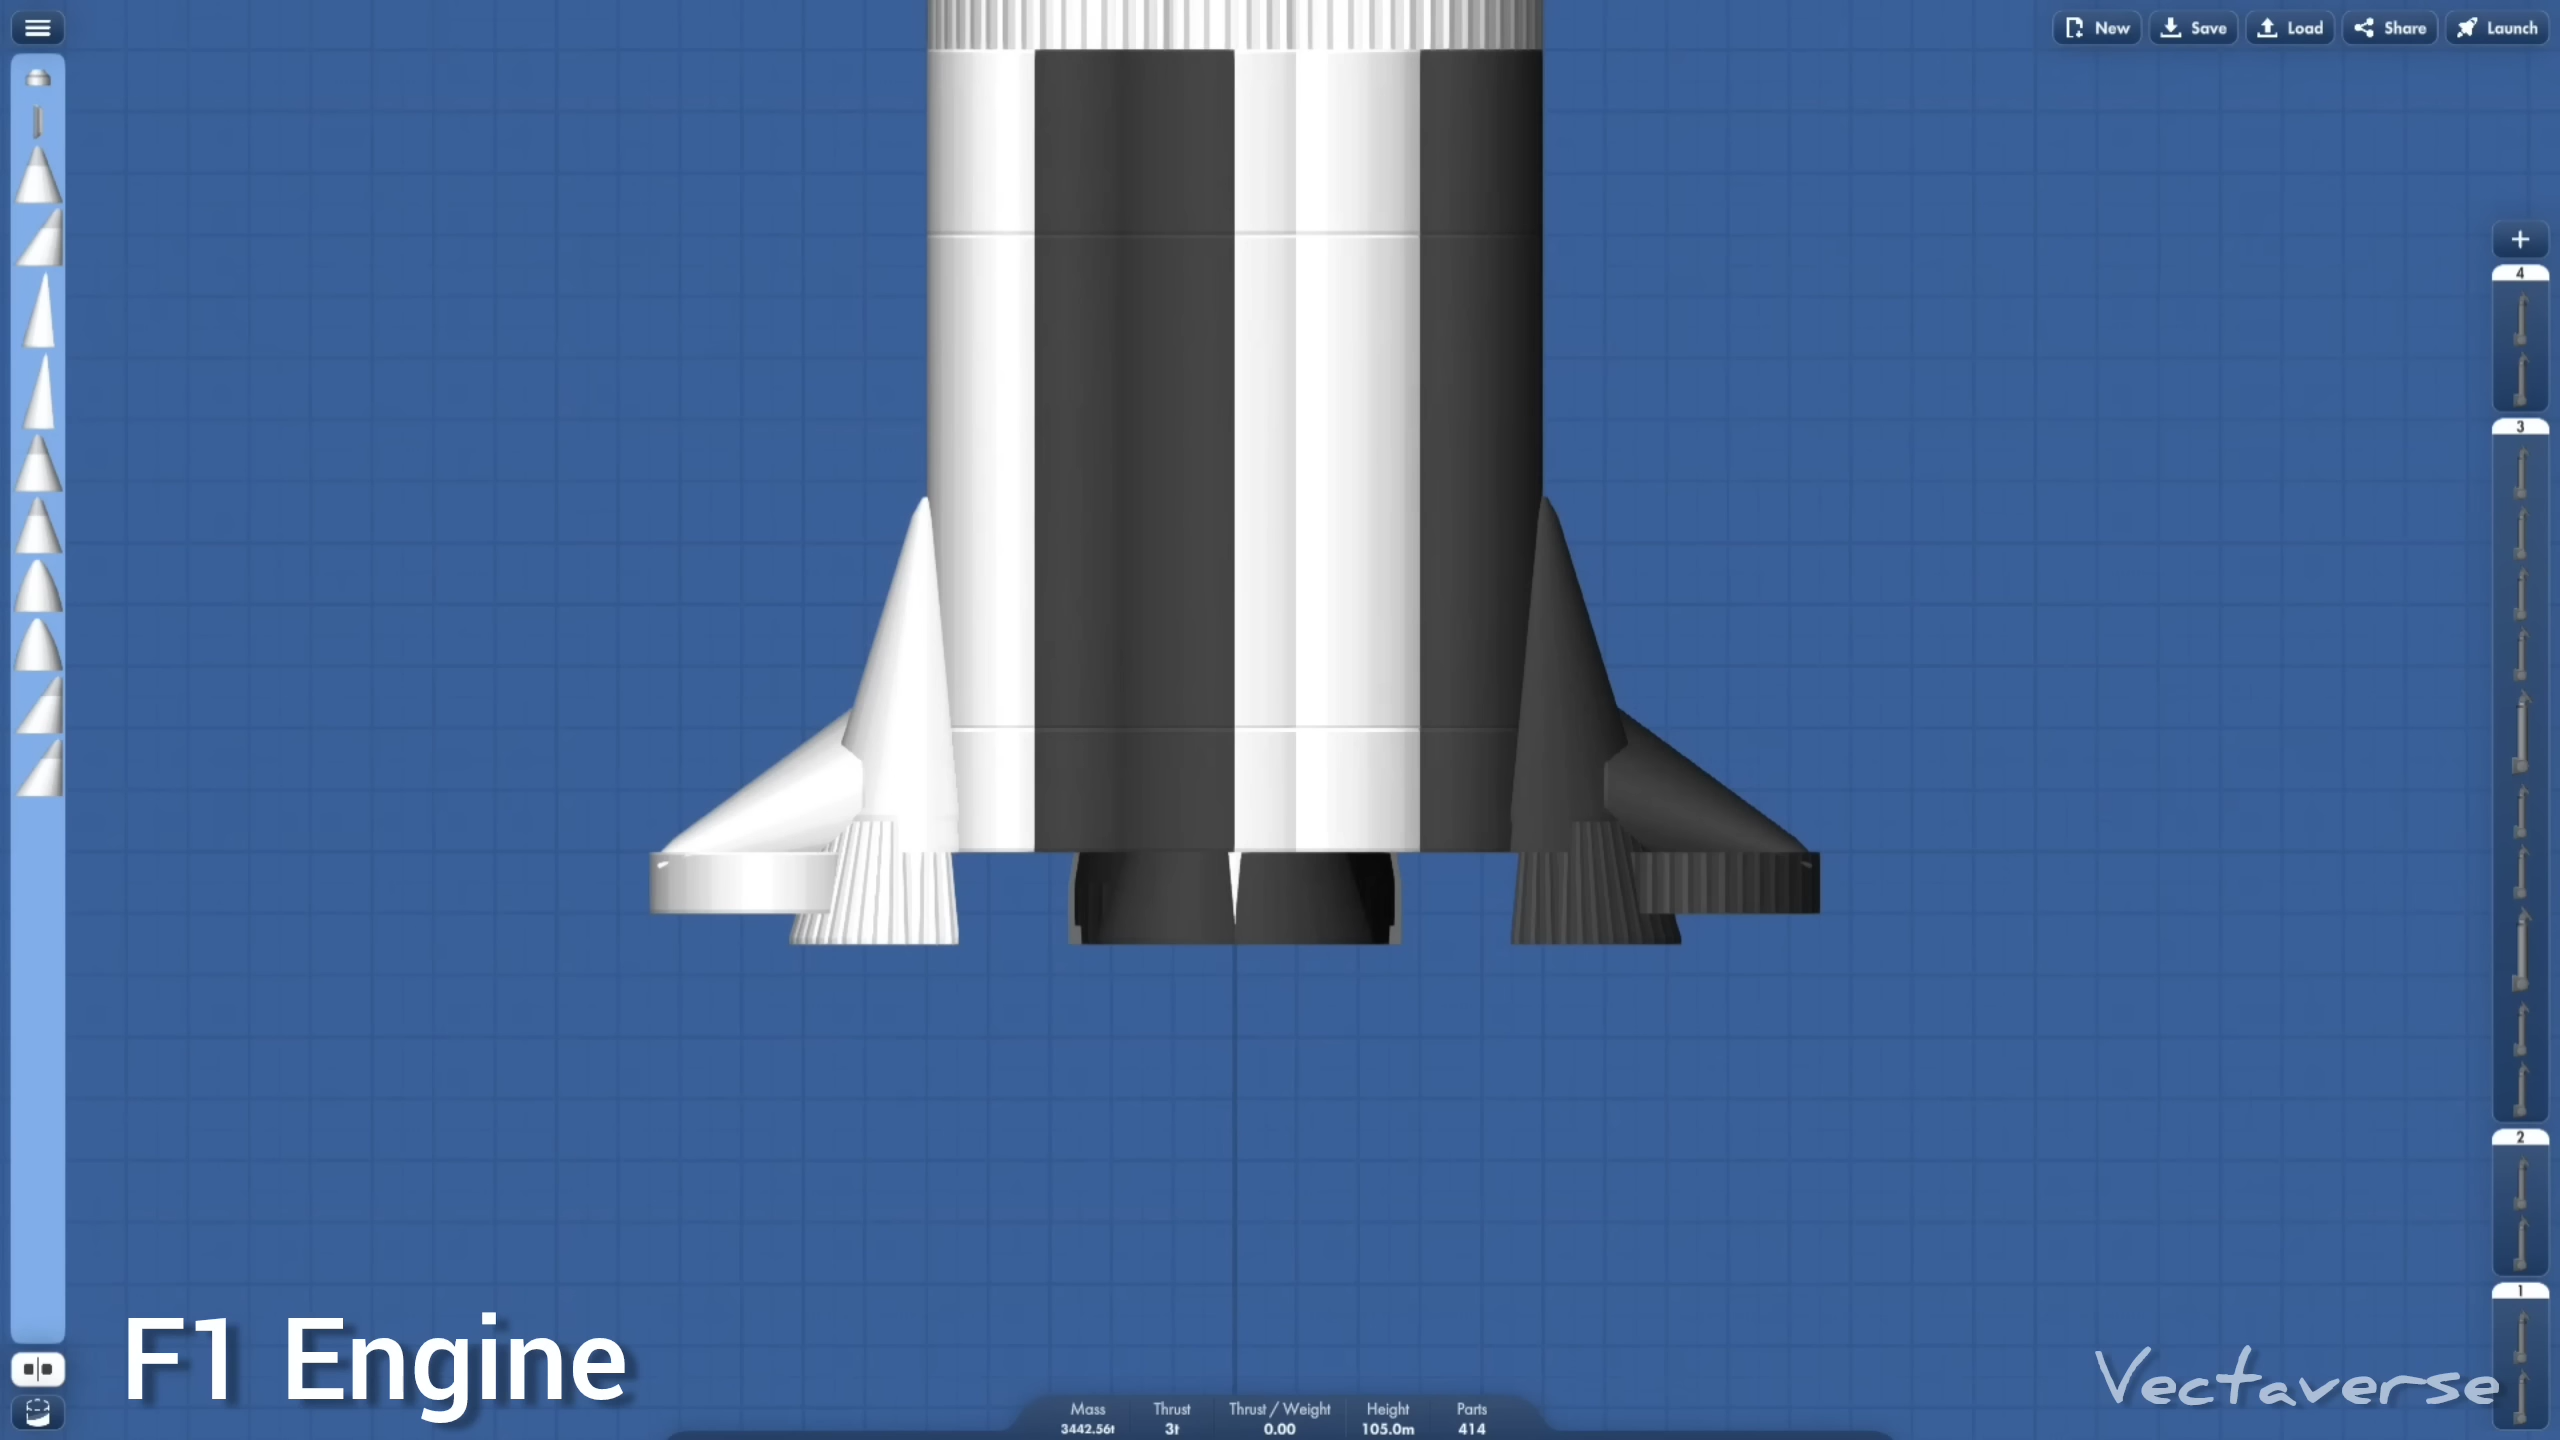 New Save Load Share Launch
4
3
2
1
F1 Engine
Vectaverse
Mass Thrust Thrust / Weight Height Parts
3442.56t 3t 0.00 105.0m 414